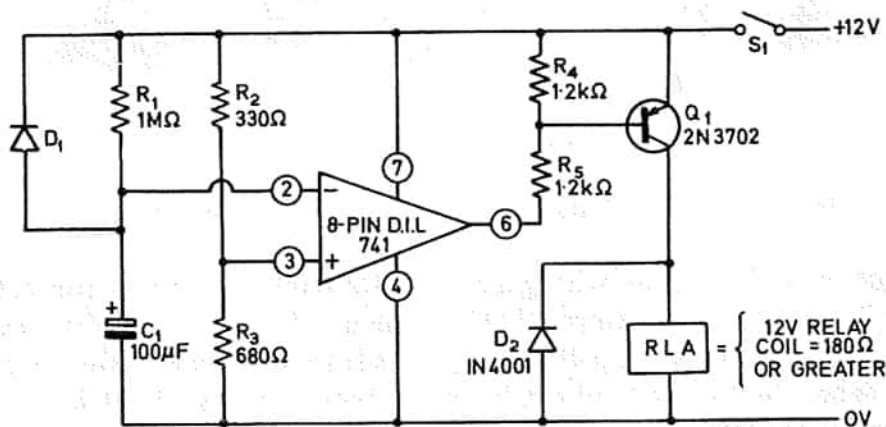 S1
+12V
R1
1MΩ
R2
330Ω
R4
1·2kΩ
Q1
2N3702
D1
7
R5
1·2kΩ
2
−
8-PIN D.I.L
741
6
3
+
4
+
C1
100µF
R3
680Ω
D2
IN4001
RLA
=
12V RELAY
COIL = 180Ω
OR GREATER
0V